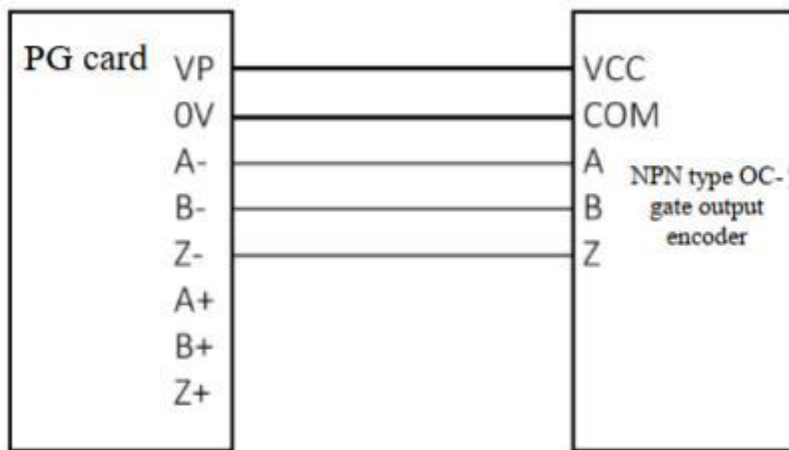 PG card
VP
0V
A-
B-
Z-
A+
B+
Z+
VCC
COM
A
B
Z
NPN type OC-
gate output
encoder